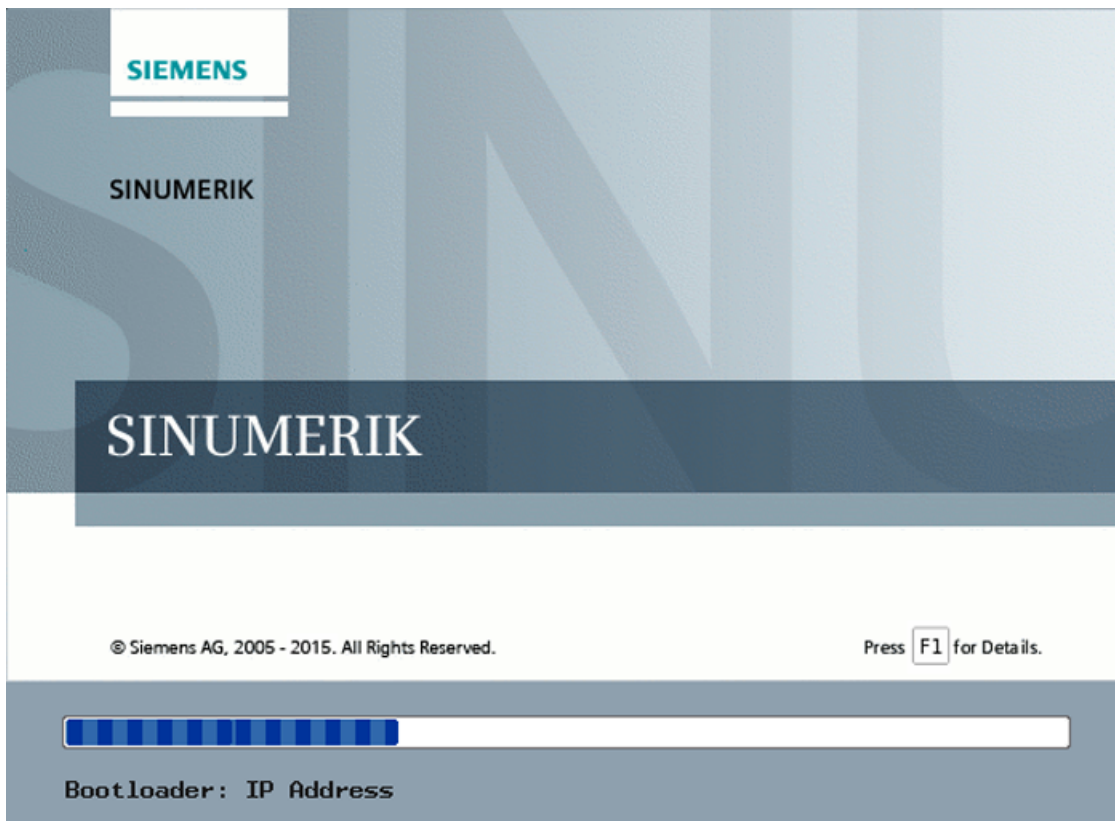 SIEMENS
SINUMERIK
SINUMERIK
© Siemens AG, 2005 - 2015. All Rights Reserved.
Press F1 for Details.
Bootloader: IP Address